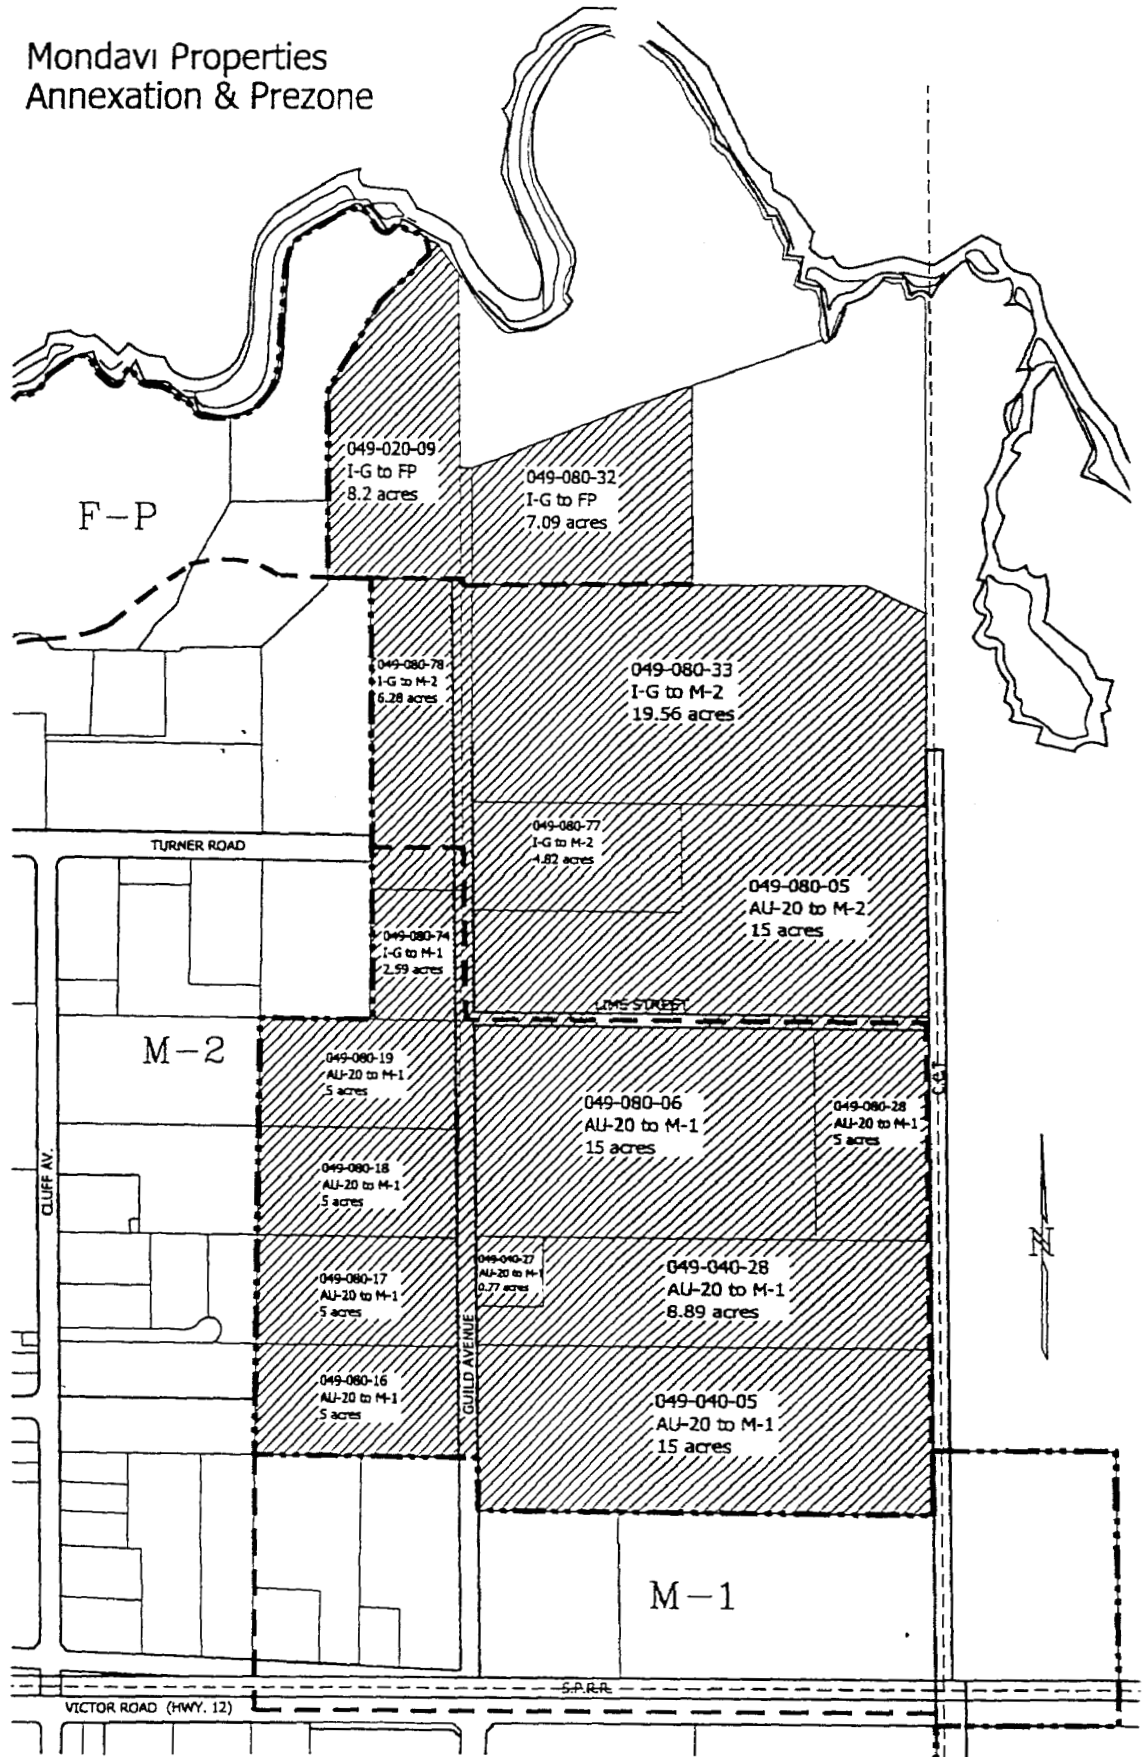 Mondavi Properties
Annexation & Prezone
049-020-09
I-G to FP
8.2 acres
049-080-32
I-G to FP
7.09 acres
F-P
049-080-78
I-G to M-2
6.28 acres
049-080-33
I-G to M-2
19.56 acres
049-080-77
I-G to M-2
4.82 acres
TURNER ROAD
049-080-05
AU-20 to M-2
15 acres
049-080-74
I-G to M-1
2.59 acres
LIME STREET
M-2
049-080-19
AU-20 to M-1
5 acres
049-080-06
AU-20 to M-1
15 acres
049-080-28
AU-20 to M-1
5 acres
CLUFF AV.
049-080-18
AU-20 to M-1
5 acres
N
049-040-27
AU-20 to M-1
0.77 acres
049-040-28
AU-20 to M-1
8.89 acres
049-080-17
AU-20 to M-1
5 acres
GUILD AVENUE
049-080-16
AU-20 to M-1
5 acres
049-040-05
AU-20 to M-1
15 acres
M-1
S.P.R.R.
VICTOR ROAD (HWY. 12)